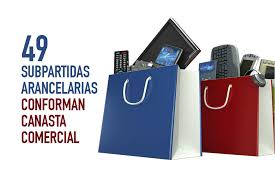 49
SUBPARTIDAS
ARANCELARIAS
CONFORMAN
CANASTA
COMERCIAL